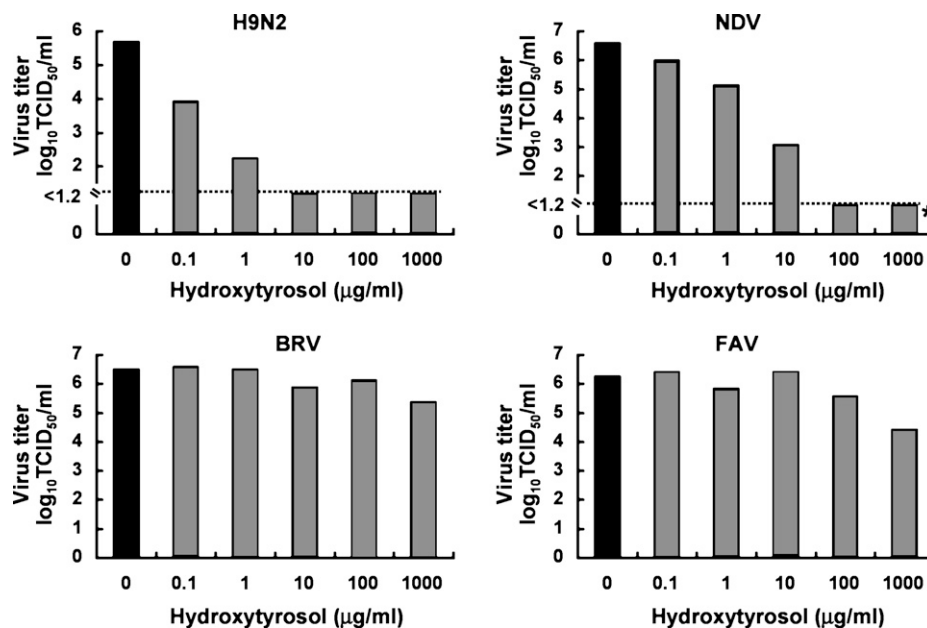 H9N2
Virus titer
log₁₀TCID₅₀/ml
6
5
4
3
2
<1.2
1
0
0 0.1 1 10 100 1000
Hydroxytyrosol (μg/ml)
NDV
Virus titer
log₁₀TCID₅₀/ml
7
6
5
4
3
2
<1.2
1
0
*
0 0.1 1 10 100 1000
Hydroxytyrosol (μg/ml)
BRV
Virus titer
log₁₀TCID₅₀/ml
7
6
5
4
3
2
1
0
0 0.1 1 10 100 1000
Hydroxytyrosol (μg/ml)
FAV
Virus titer
log₁₀TCID₅₀/ml
7
6
5
4
3
2
1
0
0 0.1 1 10 100 1000
Hydroxytyrosol (μg/ml)